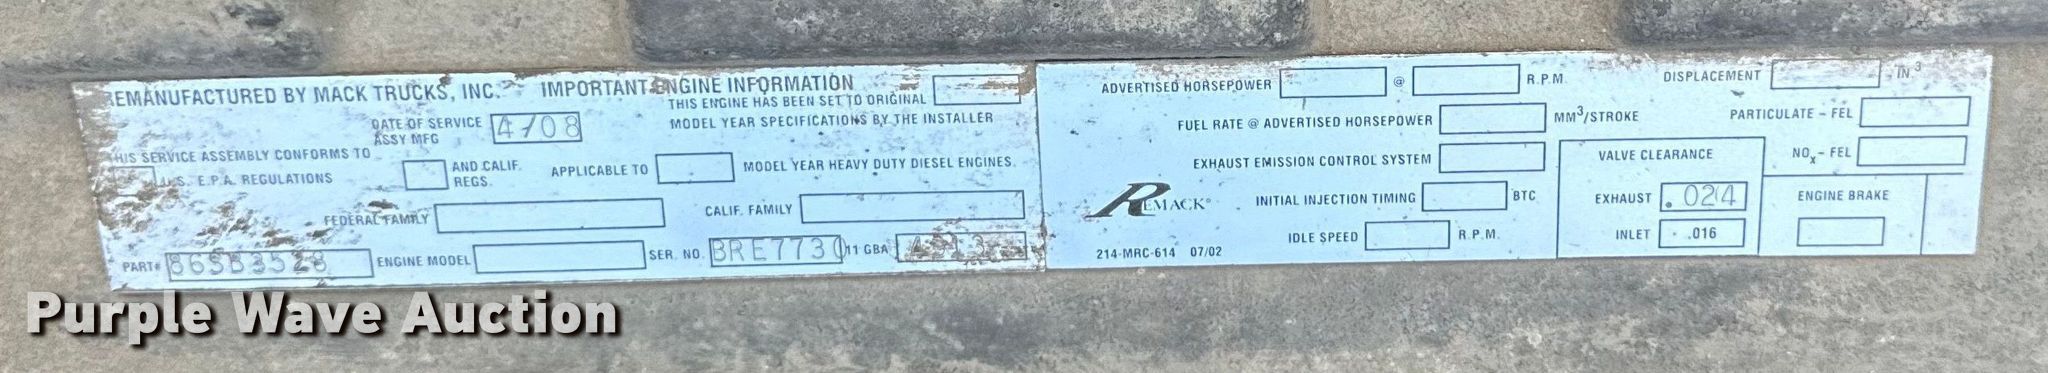 REMANUFACTURED BY MACK TRUCKS, INC. IMPORTANT ENGINE INFORMATION
THIS ENGINE HAS BEEN SET TO ORIGINAL
MODEL YEAR SPECIFICATIONS BY THE INSTALLER
DATE OF SERVICE 4/08
ASSY MFG
THIS SERVICE ASSEMBLY CONFORMS TO
U.S. E.P.A. REGULATIONS
AND CALIF.
REGS.
APPLICABLE TO
MODEL YEAR HEAVY DUTY DIESEL ENGINES.
FEDERAL FAMILY
CALIF. FAMILY
PART# 865B3528 ENGINE MODEL SER. NO. BRE7730 11 GBA
ADVERTISED HORSEPOWER @ R.P.M.
DISPLACEMENT IN.3
FUEL RATE @ ADVERTISED HORSEPOWER MM3/STROKE
PARTICULATE - FEL
EXHAUST EMISSION CONTROL SYSTEM
NOx - FEL
REMACK®
INITIAL INJECTION TIMING BTC
IDLE SPEED R.P.M.
214-MRC-614 07/02
VALVE CLEARANCE
EXHAUST .024
INLET .016
ENGINE BRAKE
Purple Wave Auction